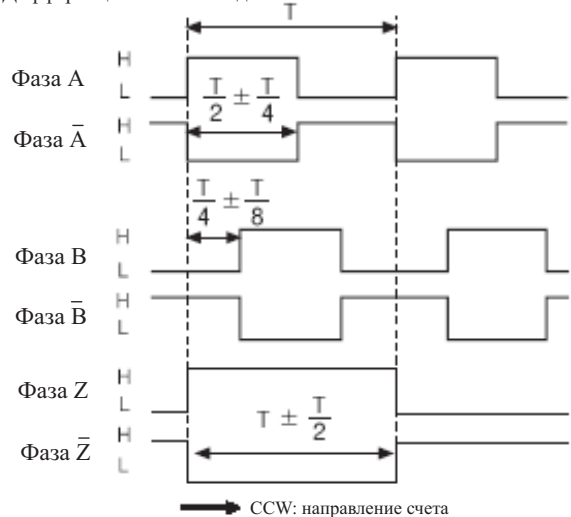 T
H
Фаза A
L
T/2 ± T/4
H
Фаза A̅
L
T/4 ± T/8
H
Фаза B
L
H
Фаза B̅
L
H
Фаза Z
L
T ± T/2
H
Фаза Z̅
L
CCW: направление счета